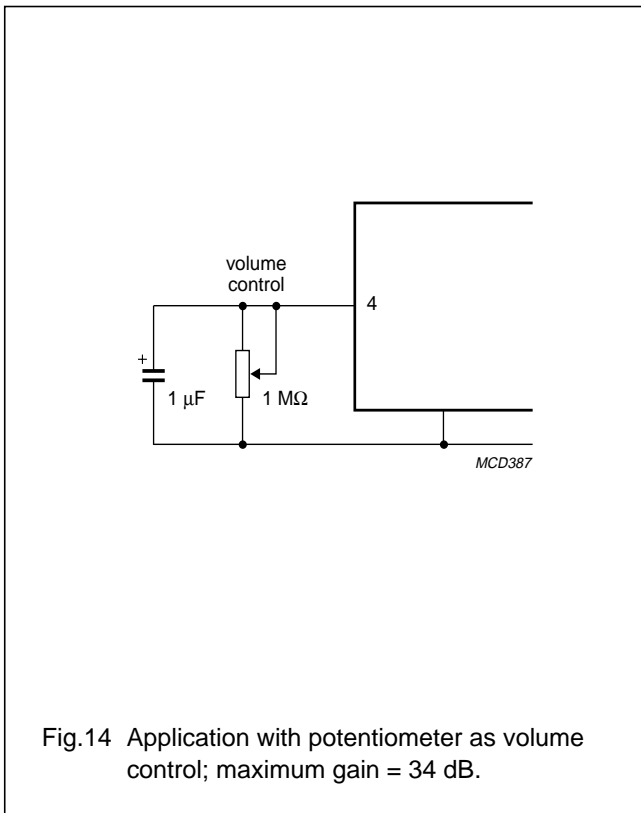 volume
control
4
+
1 μF
1 MΩ
MCD387
Fig.14 Application with potentiometer as volume
control; maximum gain = 34 dB.